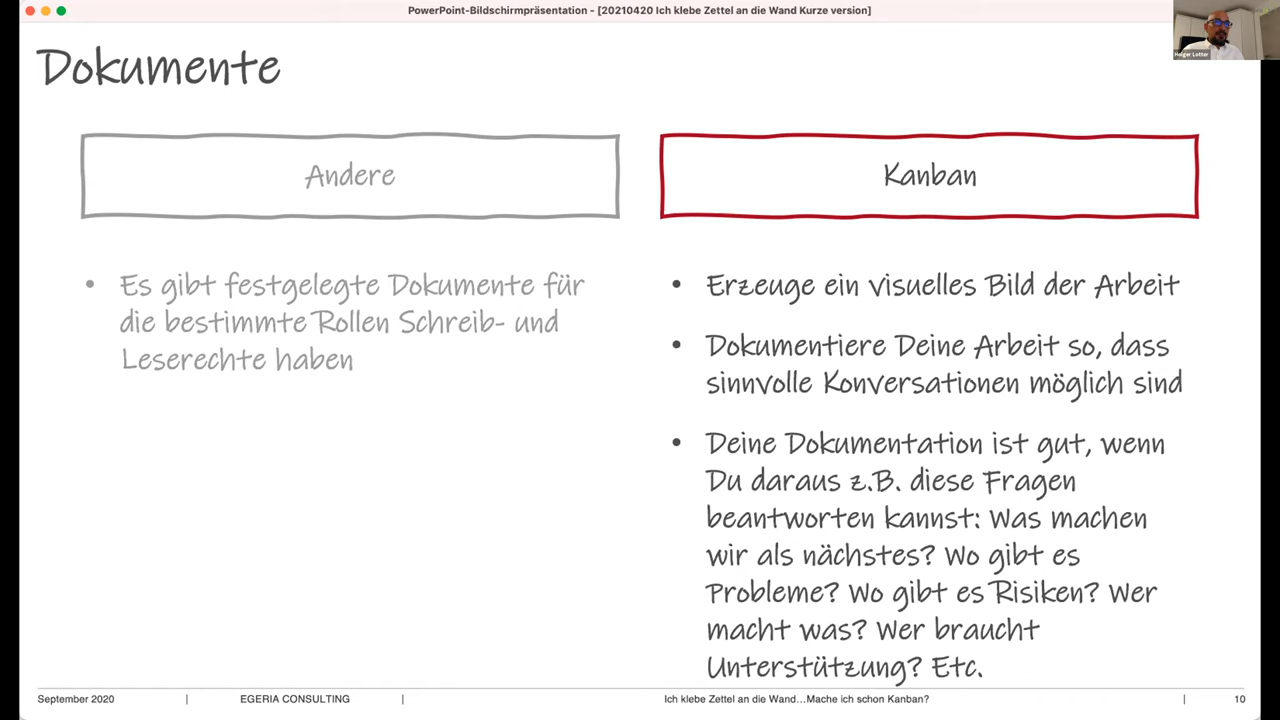 PowerPoint-Bildschirmpräsentation - [20210420 Ich klebe Zettel an die Wand Kurze version]
Holger Lotter
Dokumente
Andere
Es gibt festgelegte Dokumente für
die bestimmte Rollen Schreib- und
Leserechte haben
Kanban
Erzeuge ein visuelles Bild der Arbeit
Dokumentiere Deine Arbeit so, dass
sinnvolle Konversationen möglich sind
Deine Dokumentation ist gut, wenn
Du daraus z.B. diese Fragen
beantworten kannst: Was machen
wir als nächstes? Wo gibt es
Probleme? Wo gibt es Risiken? Wer
macht was? Wer braucht
Unterstützung? Etc.
September 2020 | EGERIA CONSULTING | Ich klebe Zettel an die Wand...Mache ich schon Kanban? | 10